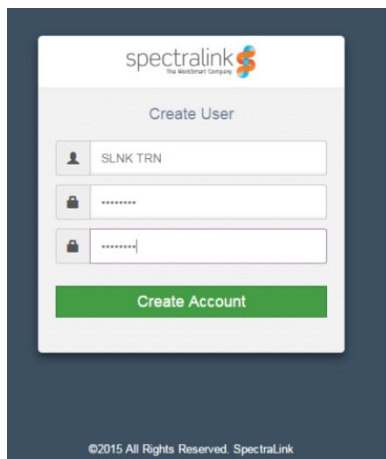 spectralink
The WorkSmart Company
Create User
SLNK TRN
••••••••
••••••••
Create Account
©2015 All Rights Reserved. SpectraLink